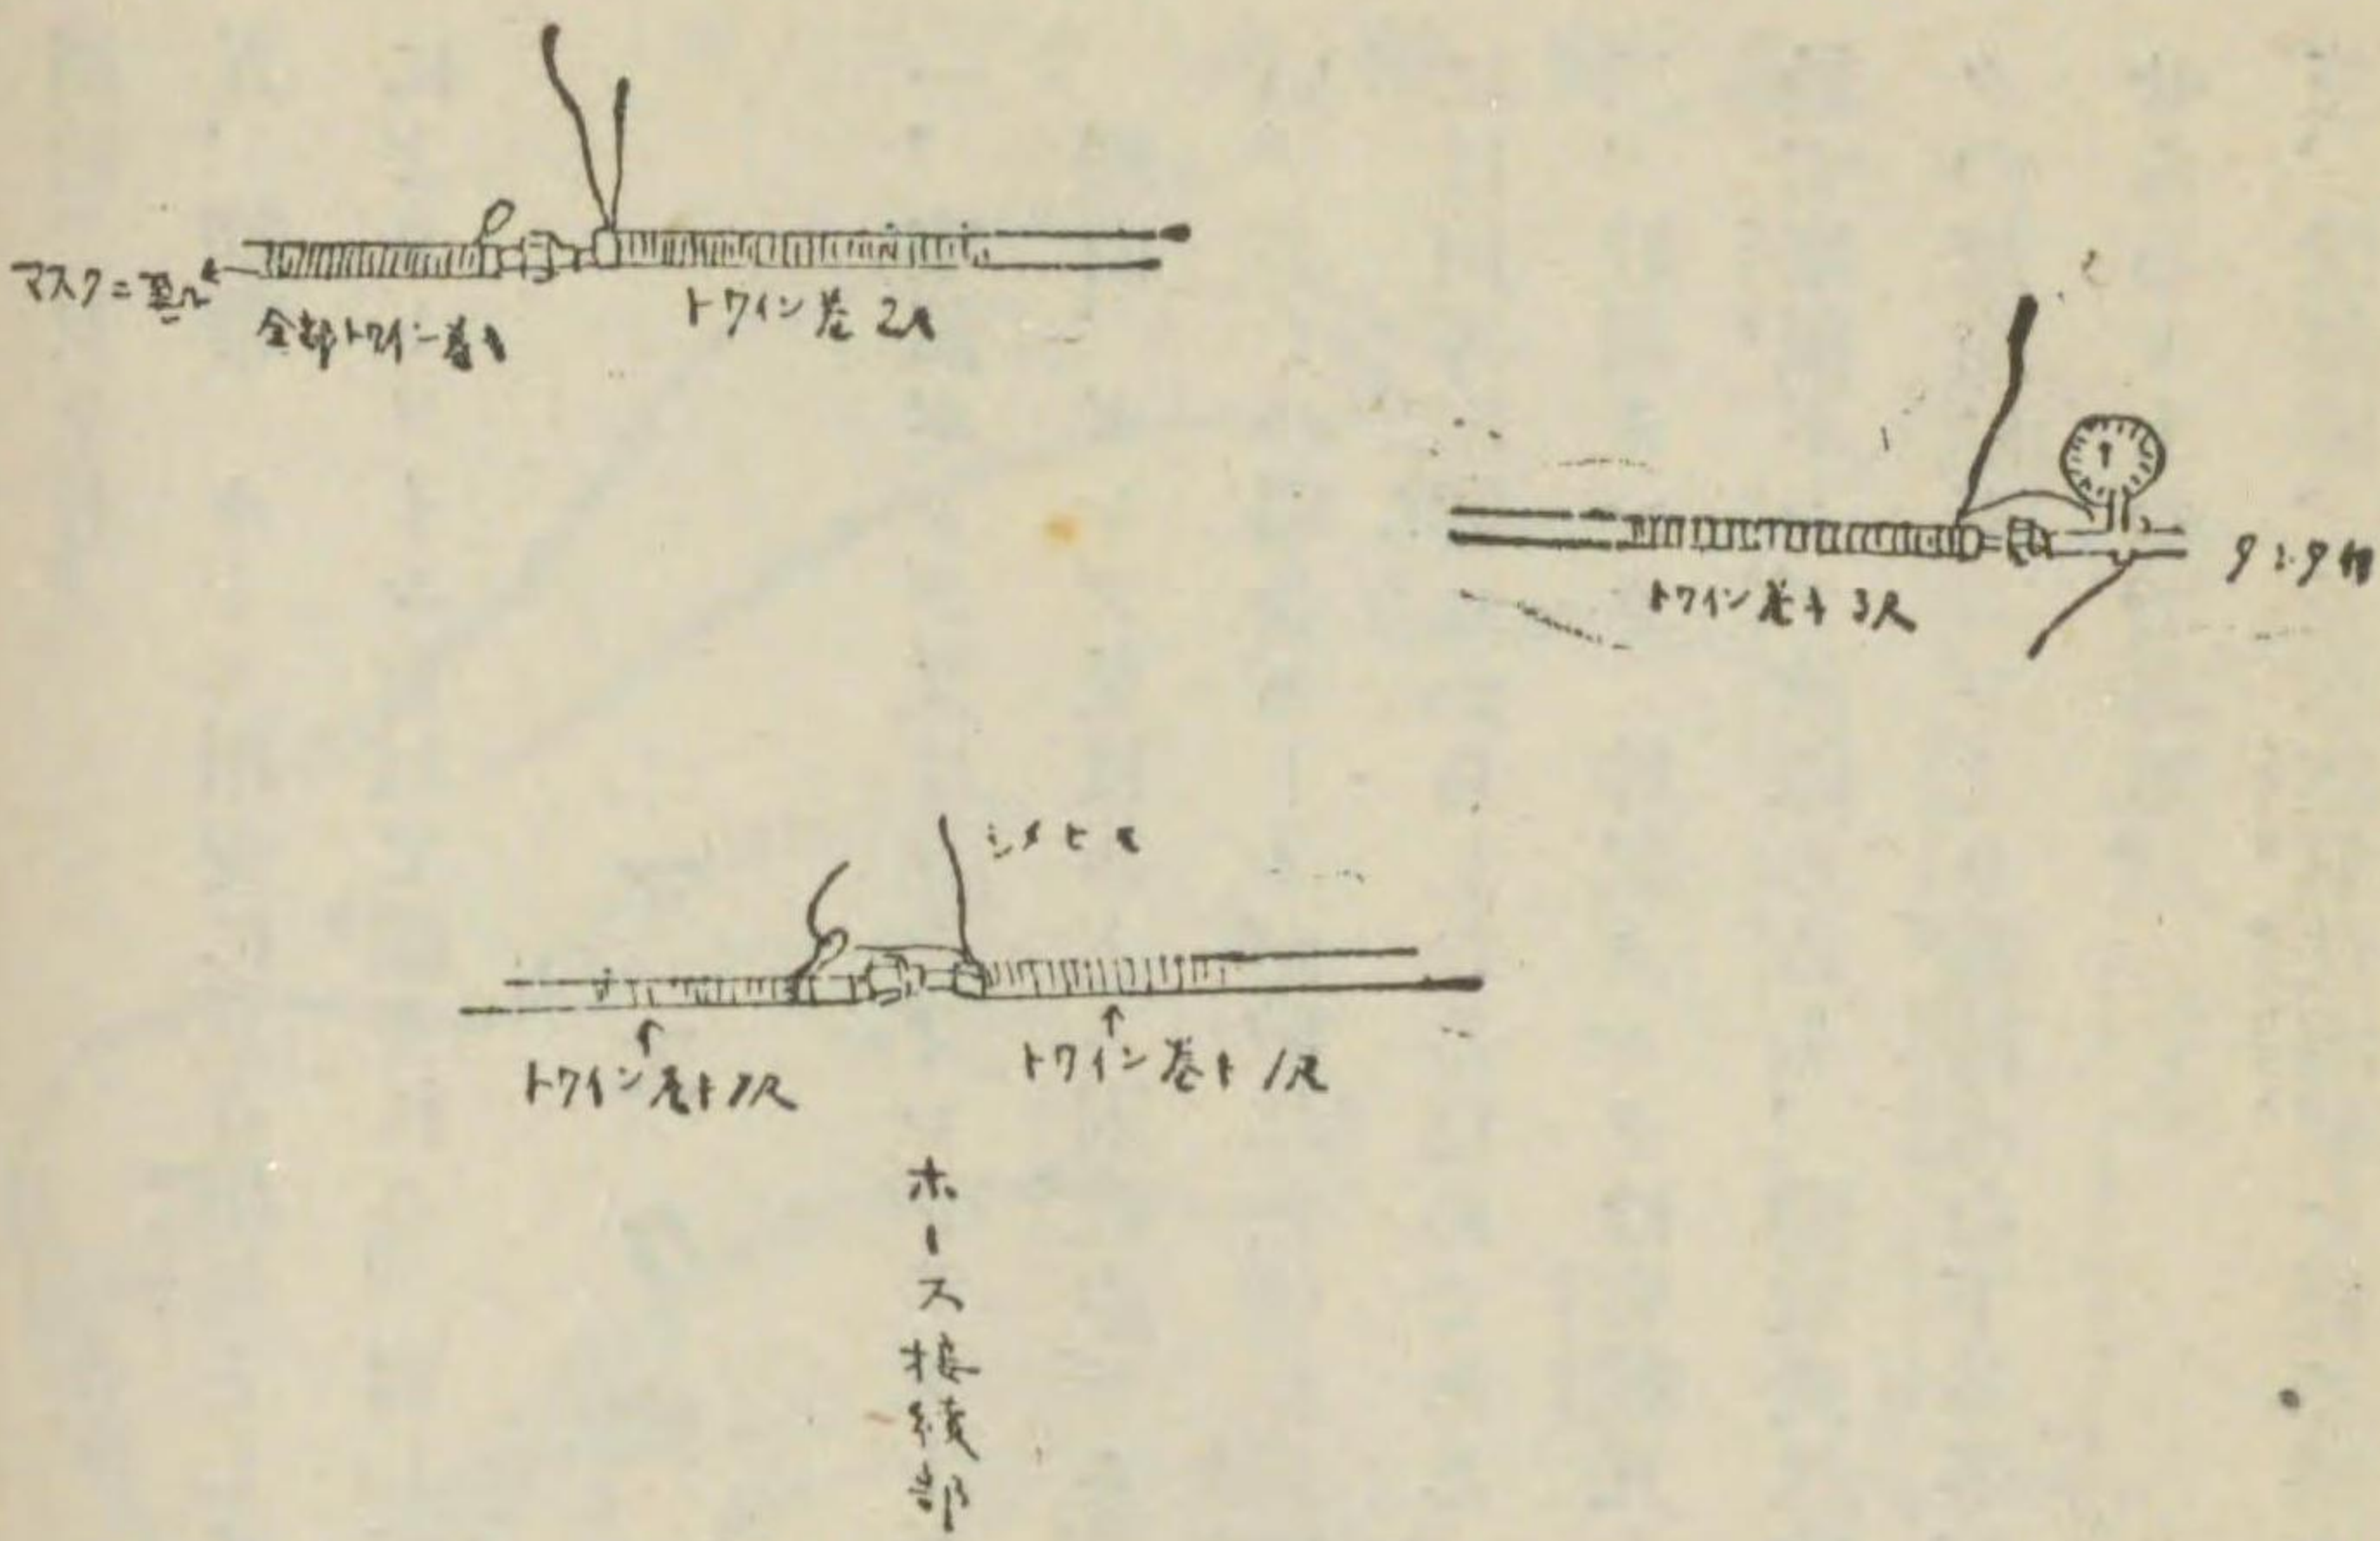 マスクニ至ル
全部トワイン巻キ
トワイン巻 2尺
トワイン巻キ 3尺
タンク側
シメヒモ
トワイン巻キ 1尺
トワイン巻キ 1尺
ホース接続部